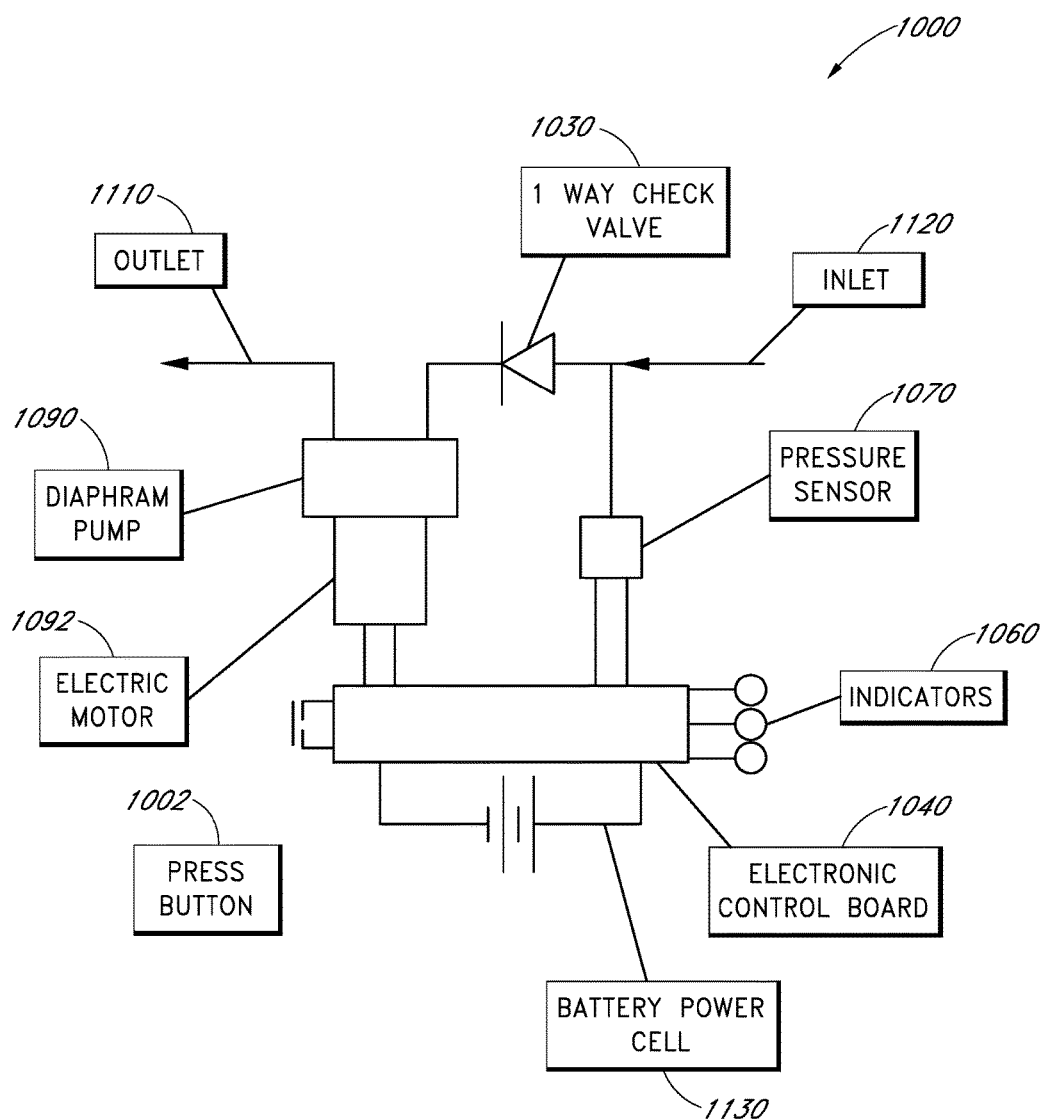 1000
1030
1 WAY CHECK
VALVE
1110
OUTLET
1120
INLET
1090
DIAPHRAM
PUMP
1070
PRESSURE
SENSOR
1092
ELECTRIC
MOTOR
1060
INDICATORS
1002
PRESS
BUTTON
1040
ELECTRONIC
CONTROL BOARD
BATTERY POWER
CELL
1130